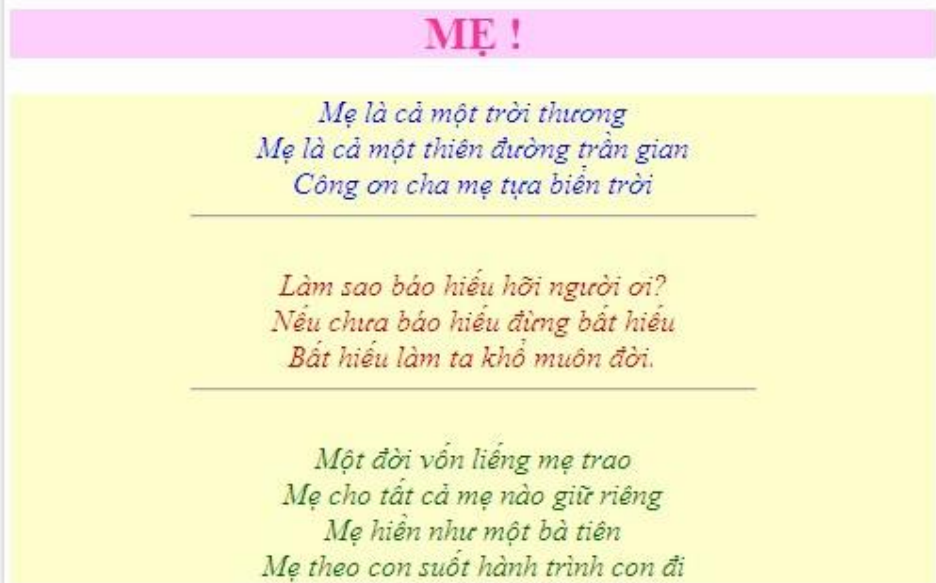 MẸ !
Mẹ là cả một trời thương
Mẹ là cả một thiên đường trần gian
Công ơn cha mẹ tựa biển trời
Làm sao báo hiếu hỡi người ơi?
Nếu chưa báo hiếu đừng bất hiếu
Bất hiếu làm ta khổ muôn đời.
Một đời vốn liếng mẹ trao
Mẹ cho tất cả mẹ nào giữ riêng
Mẹ hiền như một bà tiên
Mẹ theo con suốt hành trình con đi